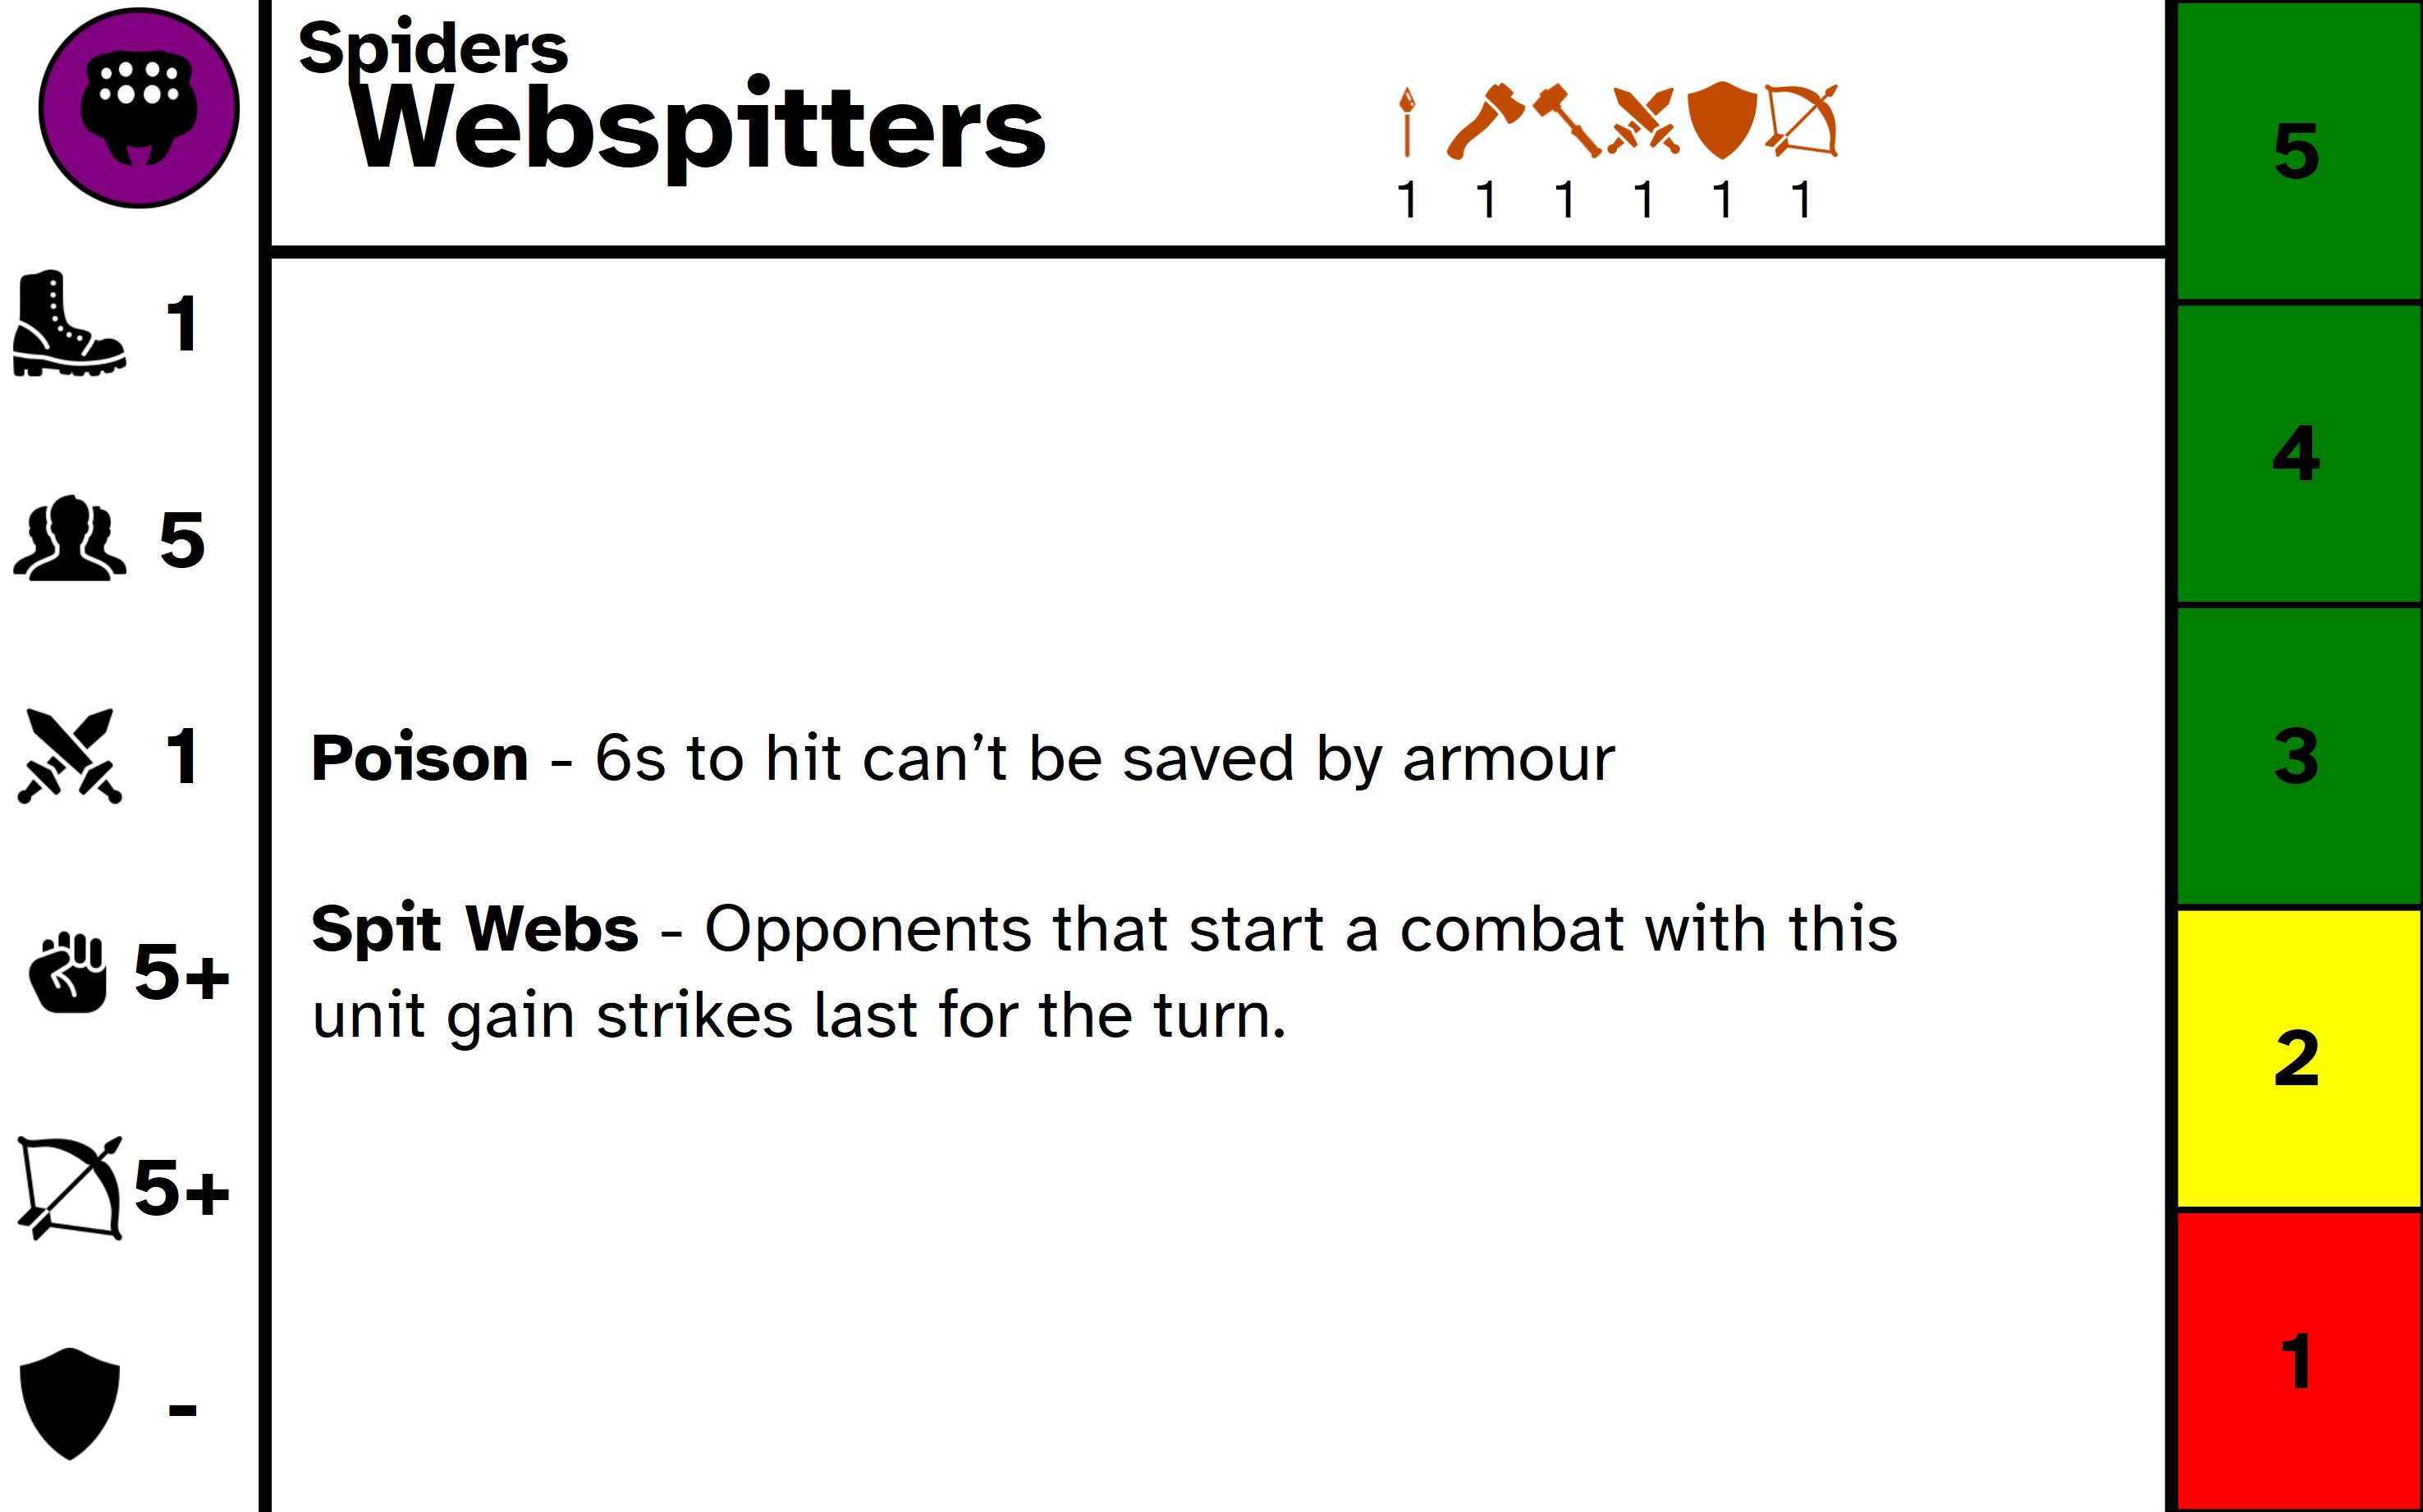 Spiders
Webspitters
1 1 1 1 1 1
1
5
1
5+
5+
-
Poison - 6s to hit can’t be saved by armour
Spit Webs - Opponents that start a combat with this
unit gain strikes last for the turn.
5
4
3
2
1